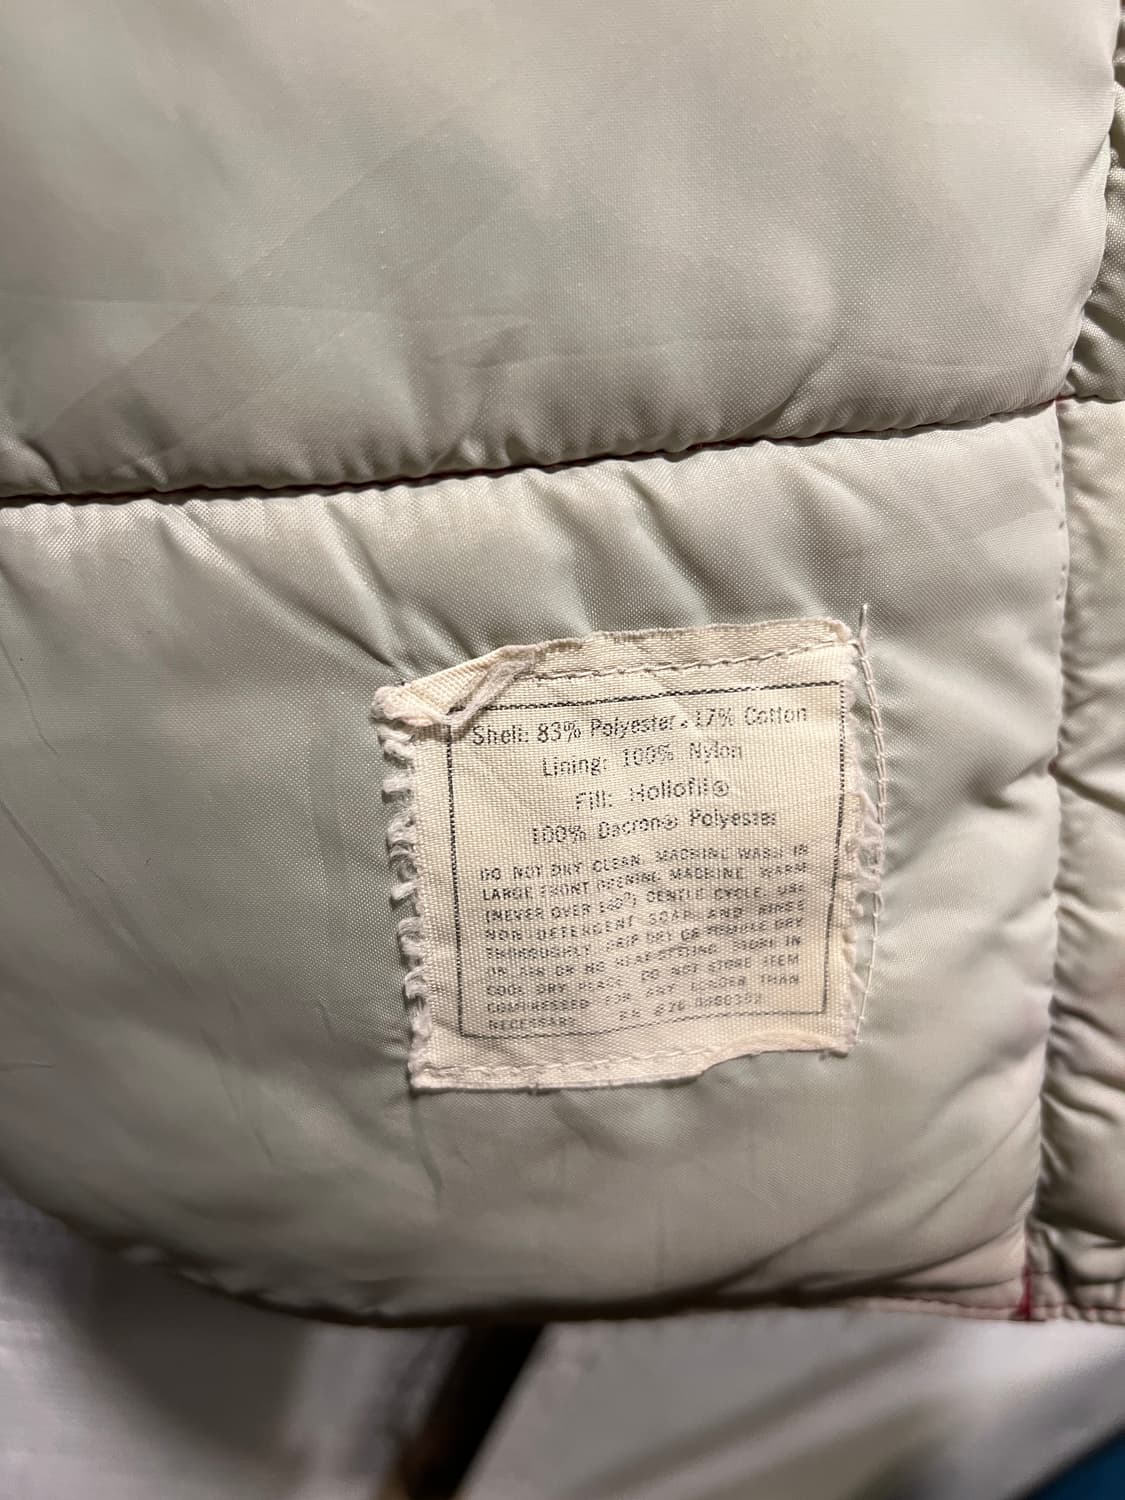 Shell: 83% Polyester - 17% Cotton
Lining: 100% Nylon
Fill: Hollofil®
100% Dacron® Polyester
DO NOT DRY CLEAN. MACHINE WASH IN
LARGE FRONT OPENING MACHINE. WARM
(NEVER OVER 140°) GENTLE CYCLE. USE
NON-DETERGENT SOAP AND RINSE
THOROUGHLY. DRIP DRY OR TUMBLE DRY
ON AIR OR NO HEAT SETTING. STORE IN
COOL DRY PLACE. DO NOT STORE ITEM
COMPRESSED FOR ANY LONGER THAN
NECESSARY. RN